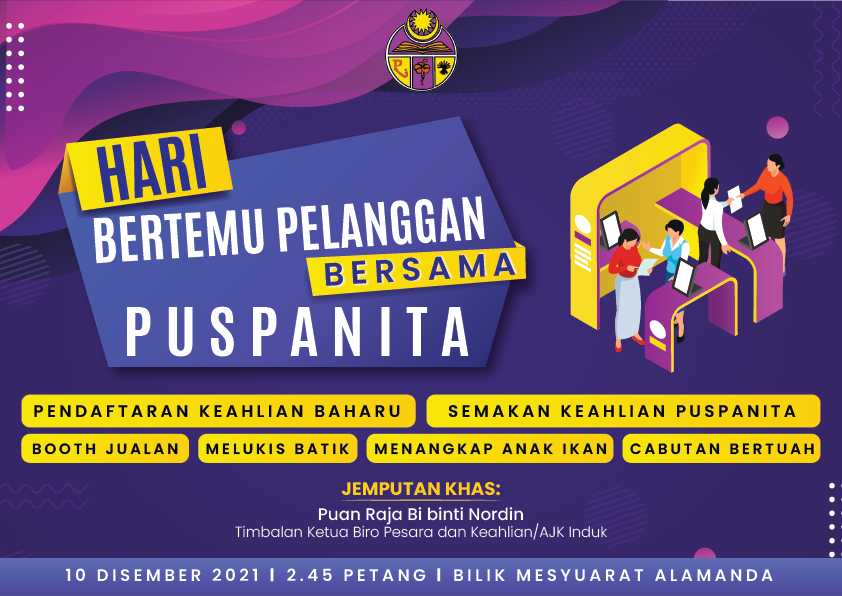 HARI
BERTEMU PELANGGAN
BERSAMA
PUSPANITA
PENDAFTARAN KEAHLIAN BAHARU
SEMAKAN KEAHLIAN PUSPANITA
BOOTH JUALAN
MELUKIS BATIK
MENANGKAP ANAK IKAN
CABUTAN BERTUAH
JEMPUTAN KHAS:
Puan Raja Bi binti Nordin
Timbalan Ketua Biro Pesara dan Keahlian/AJK Induk
10 DISEMBER 2021 | 2.45 PETANG | BILIK MESYUARAT ALAMANDA